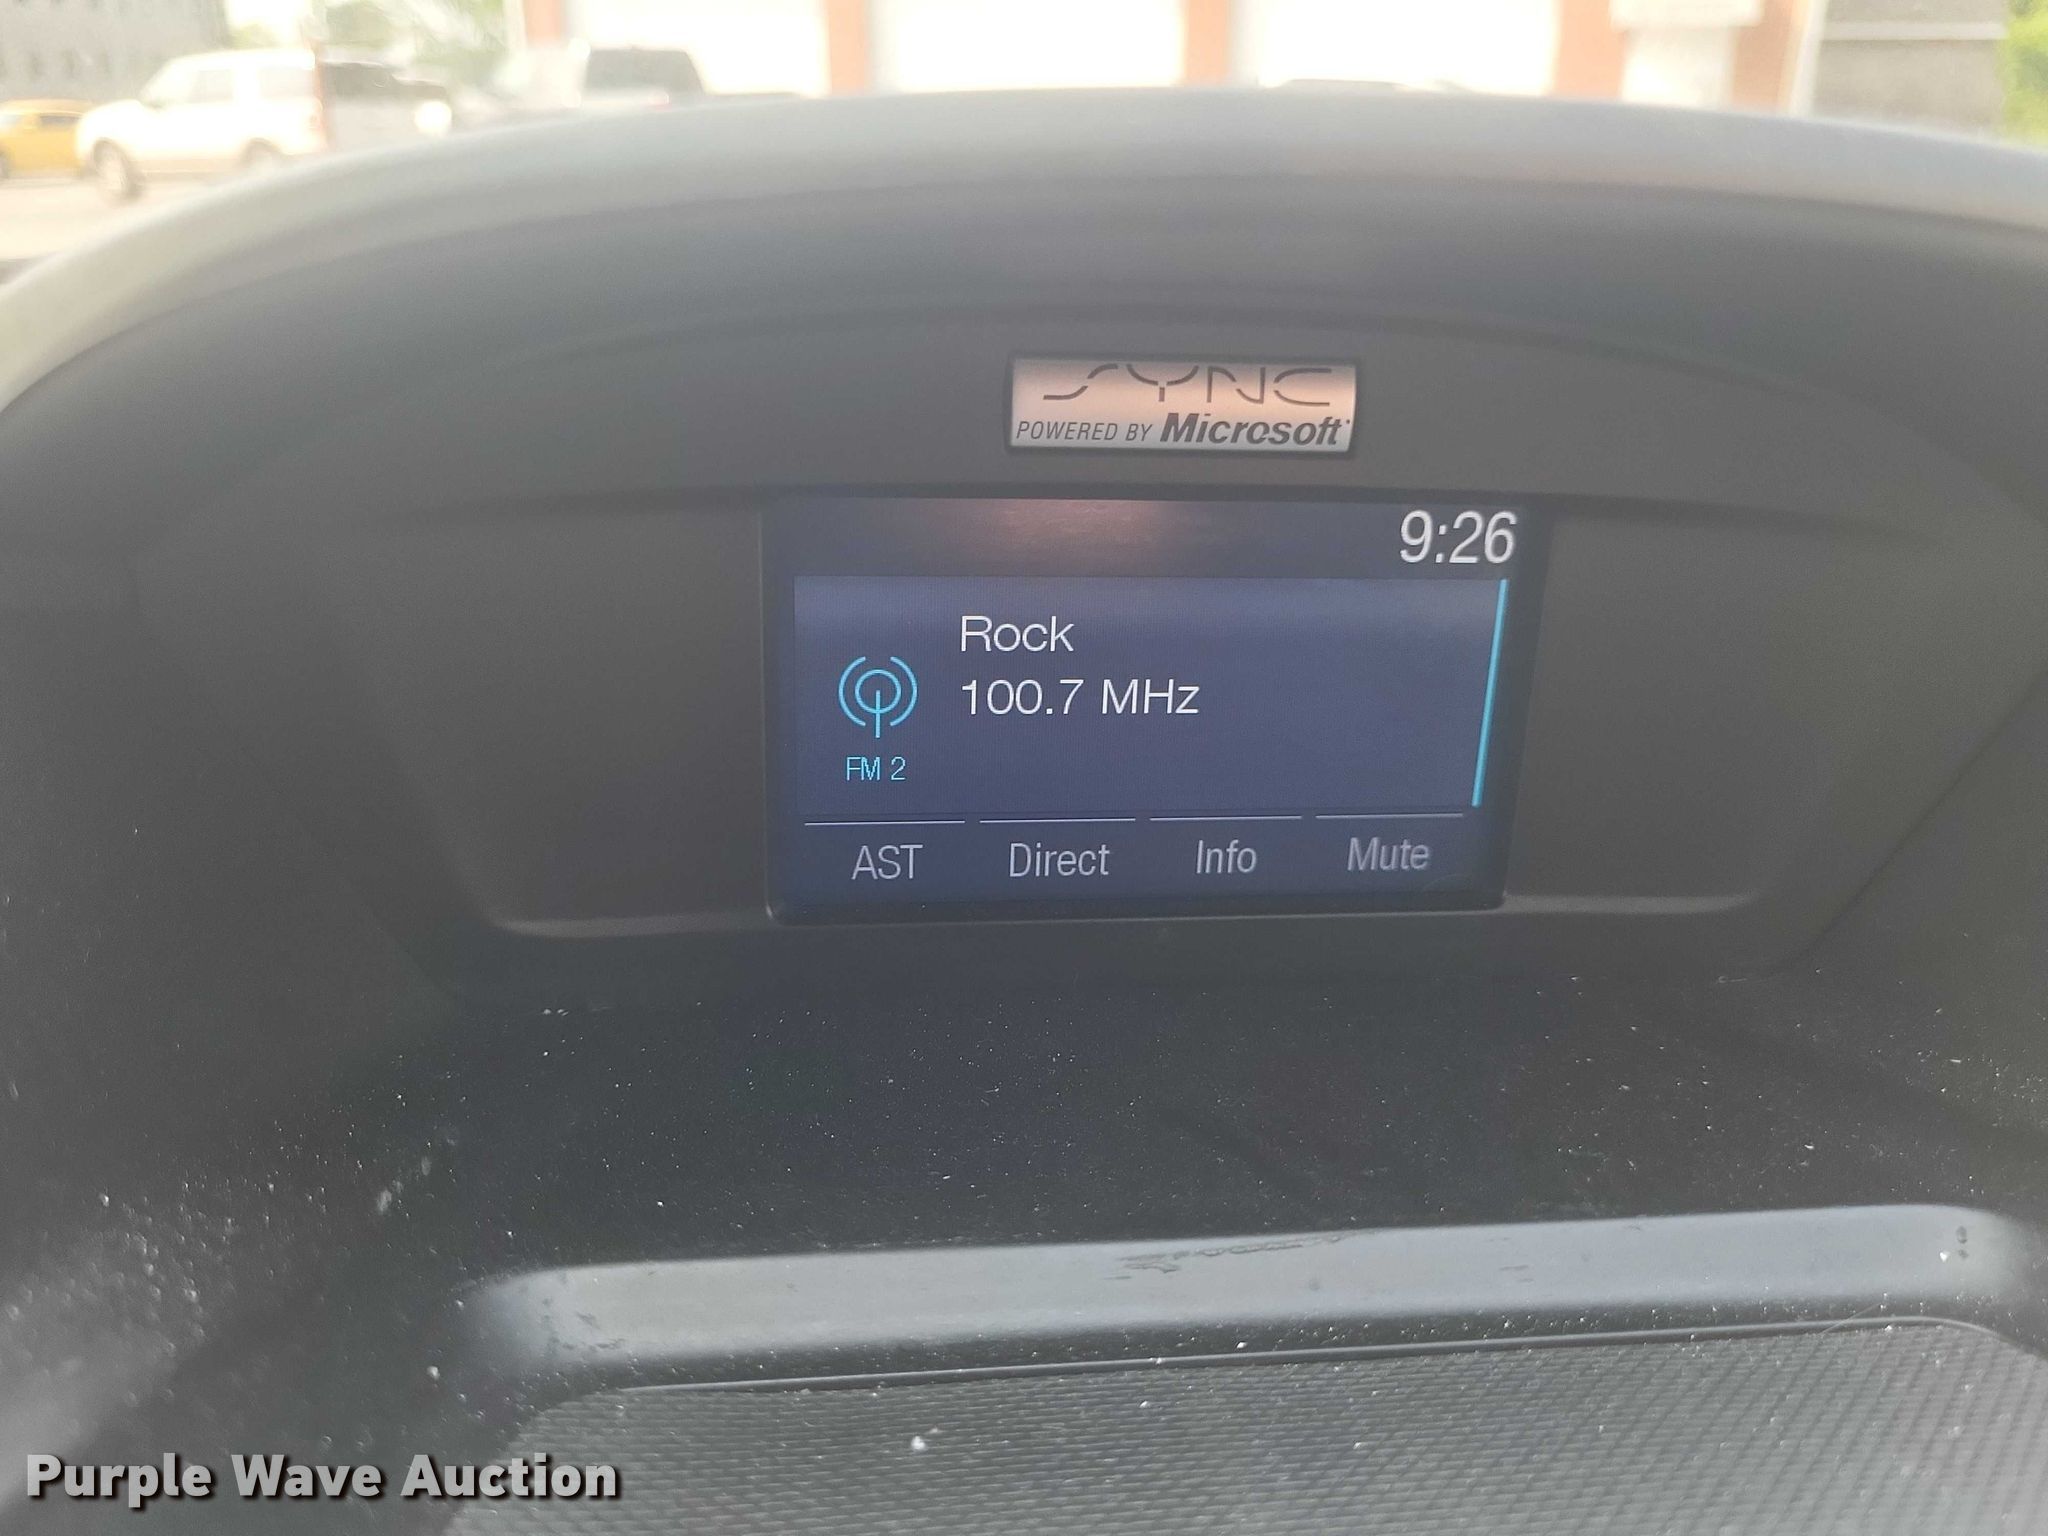 SYNC
POWERED BY Microsoft
9:26
Rock
100.7 MHz
FM 2
AST Direct Info Mute
Purple Wave Auction